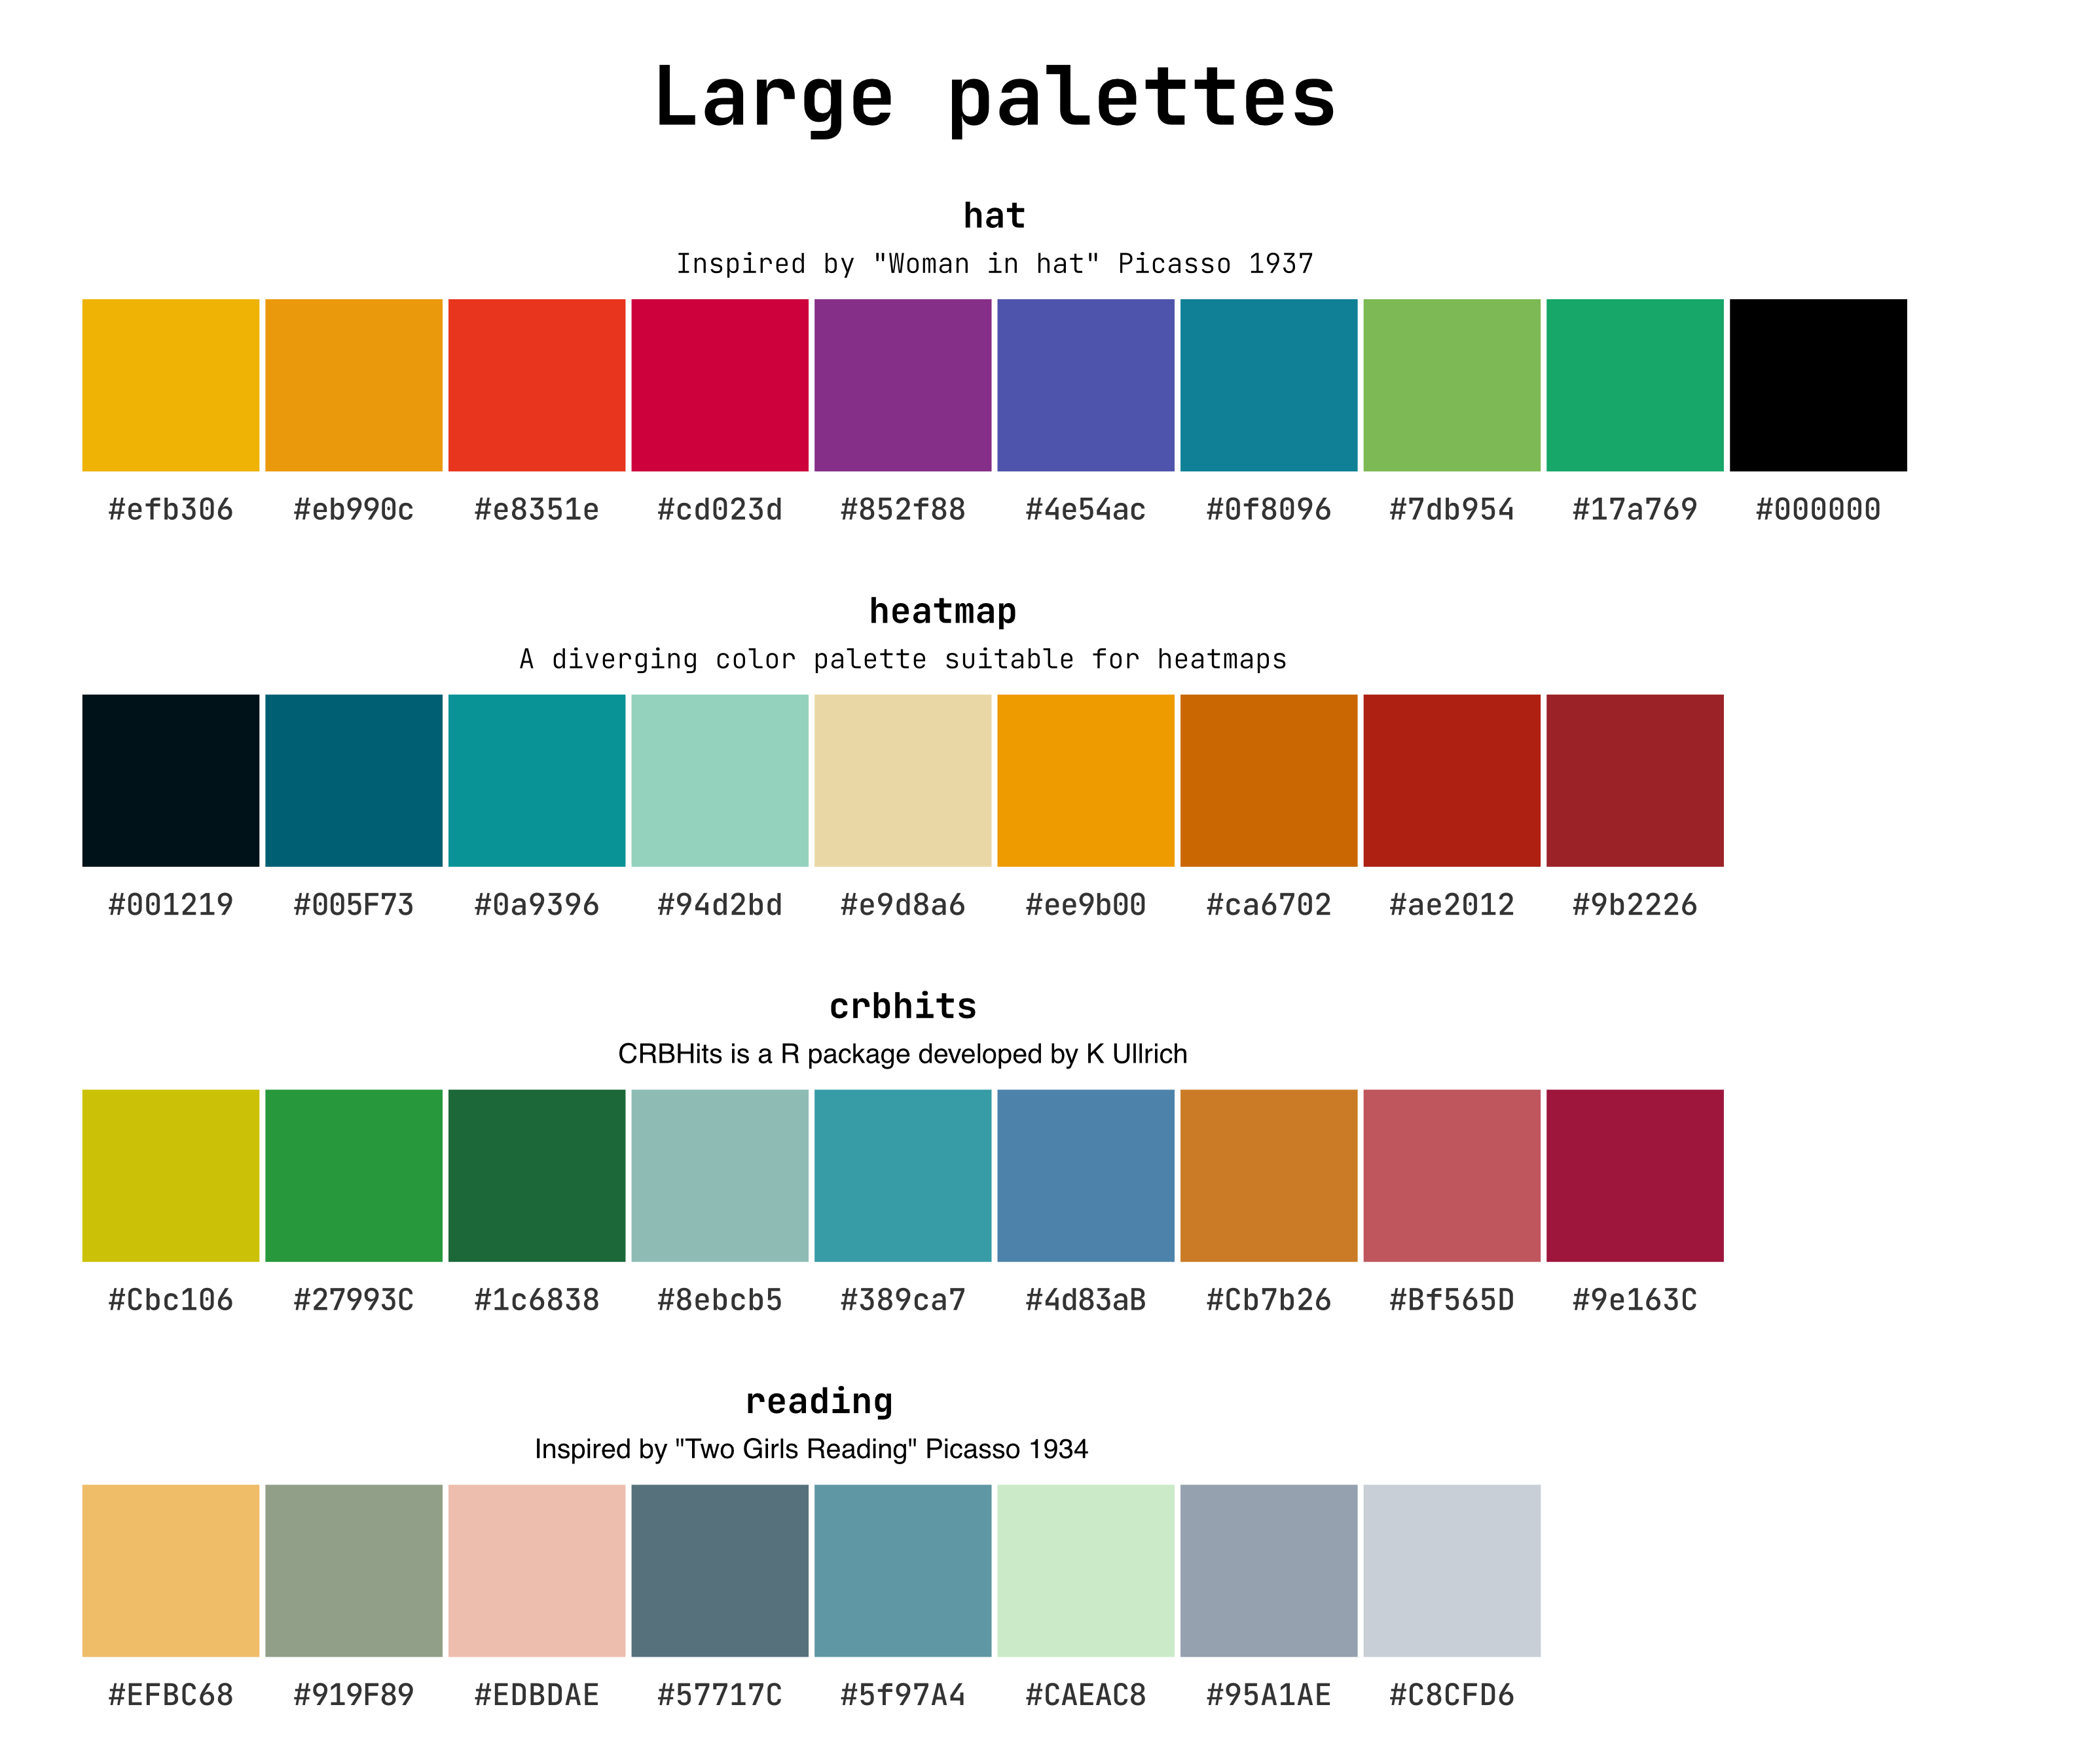 Large palettes
hat
Inspired by "Woman in hat" Picasso 1937
#efb306 #eb990c #e8351e #cd023d #852f88 #4e54ac #0f8096 #7db954 #17a769 #000000
heatmap
A diverging color palette suitable for heatmaps
#001219 #005F73 #0a9396 #94d2bd #e9d8a6 #ee9b00 #ca6702 #ae2012 #9b2226
crbhits
CRBHits is a R package developed by K Ullrich
#Cbc106 #27993C #1c6838 #8ebcb5 #389ca7 #4d83aB #Cb7b26 #Bf565D #9e163C
reading
Inspired by "Two Girls Reading" Picasso 1934
#EFBC68 #919F89 #EDBDAE #57717C #5f97A4 #CAEAC8 #95A1AE #C8CFD6